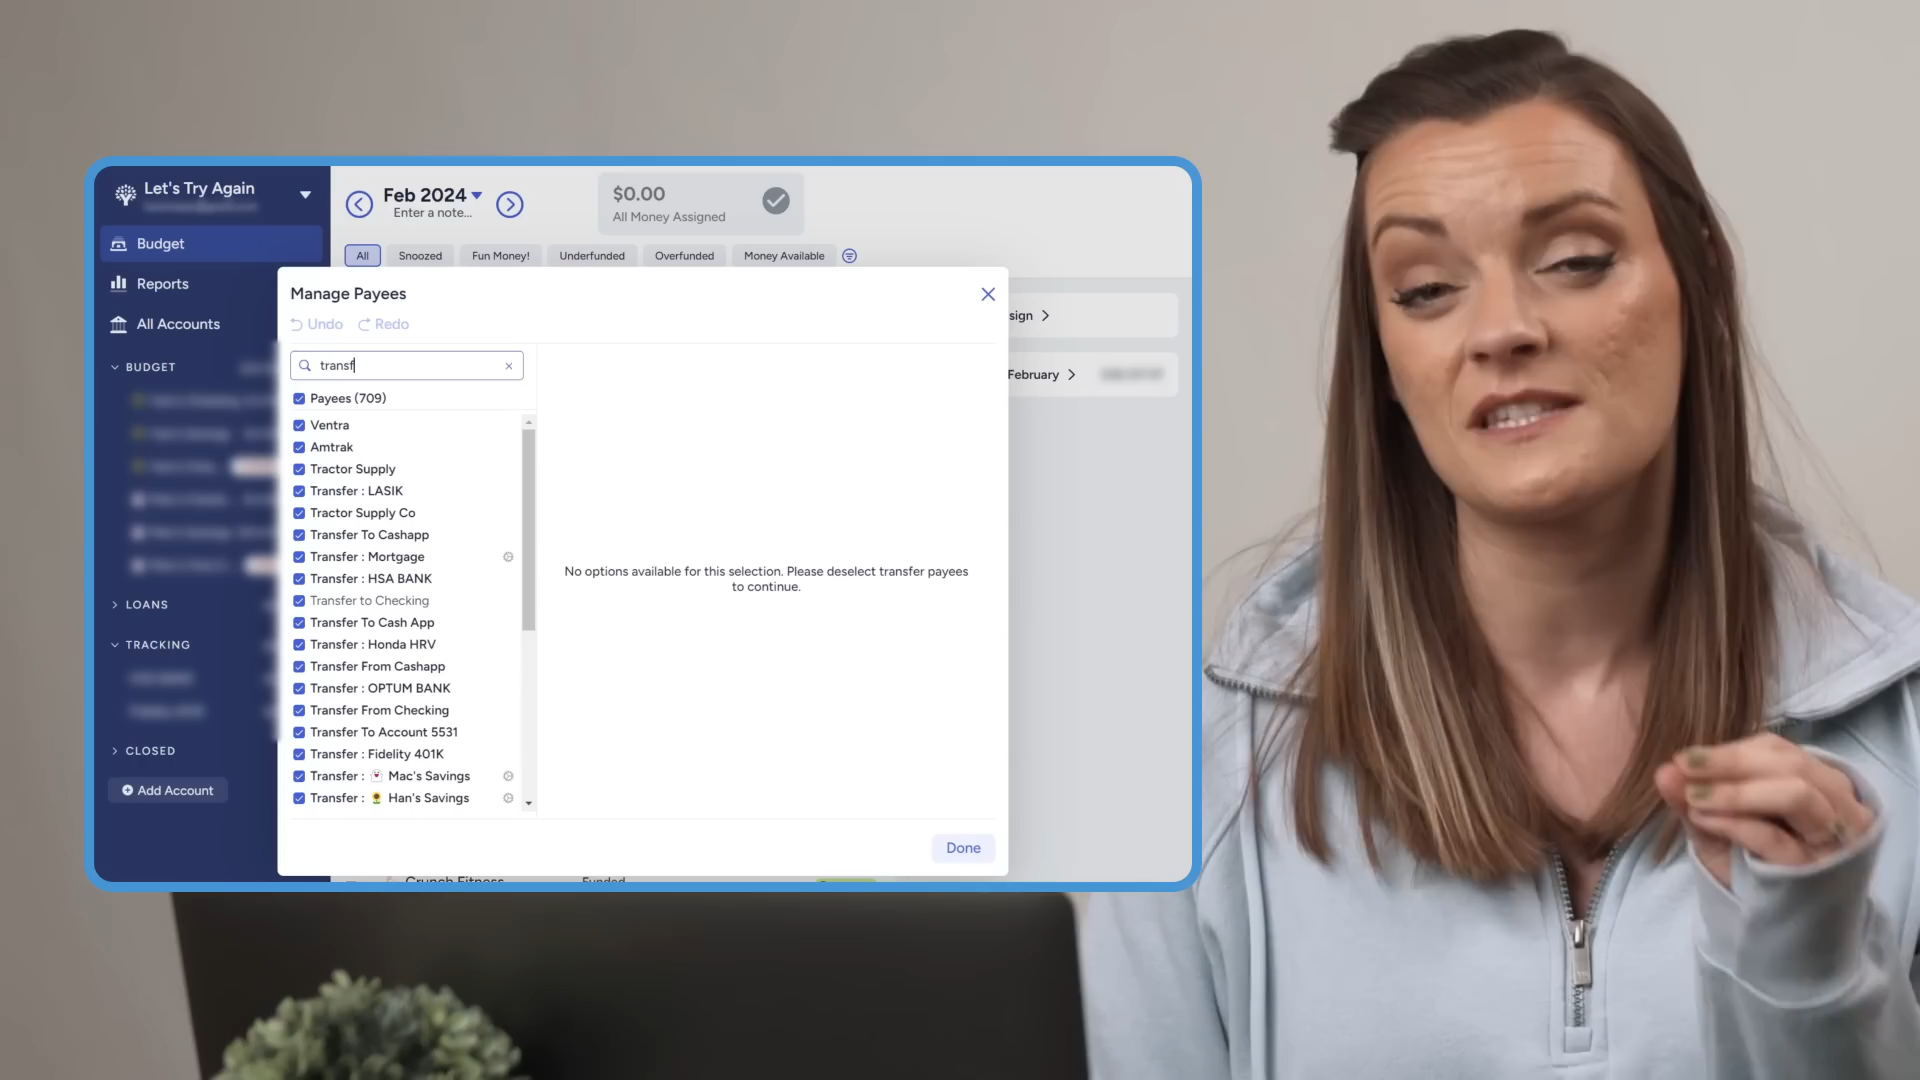 Let's Try Again
Budget
Reports
All Accounts
BUDGET
LOANS
TRACKING
CLOSED
Add Account
Feb 2024
Enter a note...
$0.00
All Money Assigned
All
Snoozed
Fun Money!
Underfunded
Overfunded
Money Available
sign
February
Manage Payees
Undo
Redo
transf
Payees (709)
Ventra
Amtrak
Tractor Supply
Transfer : LASIK
Tractor Supply Co
Transfer To Cashapp
Transfer : Mortgage
Transfer : HSA BANK
Transfer to Checking
Transfer To Cash App
Transfer : Honda HRV
Transfer From Cashapp
Transfer : OPTUM BANK
Transfer From Checking
Transfer To Account 5531
Transfer : Fidelity 401K
Transfer : Mac's Savings
Transfer : 🌻 Han's Savings
No options available for this selection. Please deselect transfer payees
to continue.
Done
Crunch Fitness
Funded